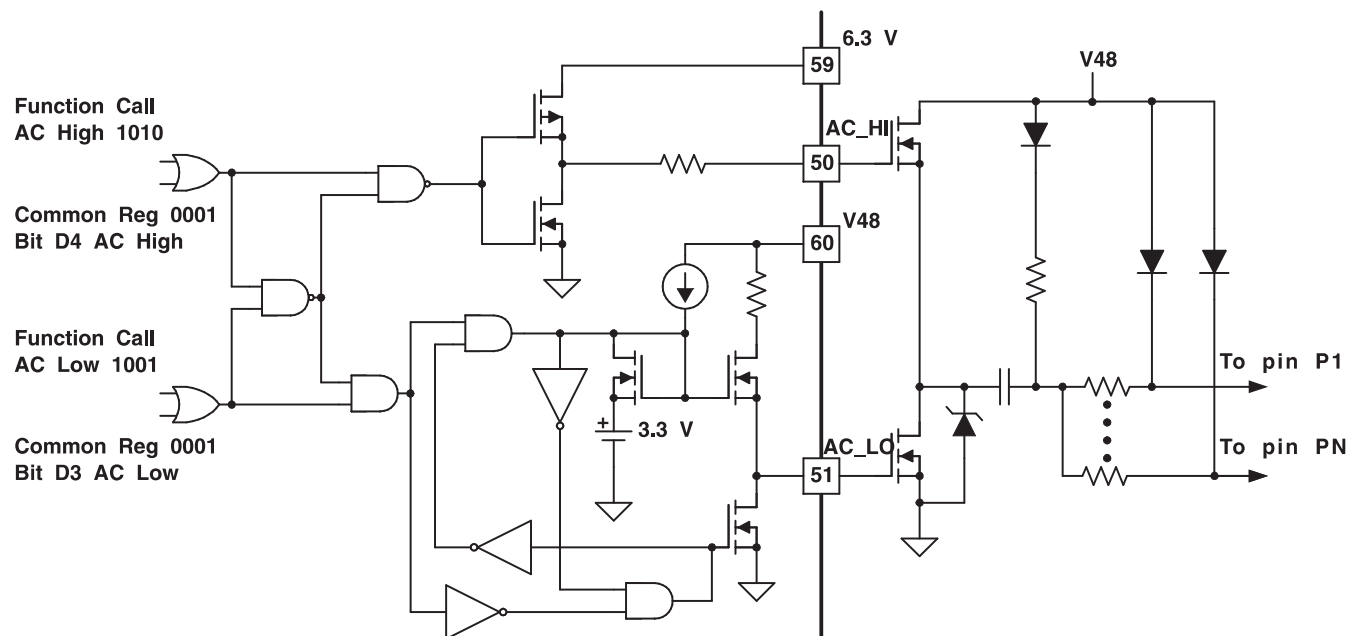 6.3 V
59
V48
Function Call
AC High 1010
AC_HI
50
Common Reg 0001
Bit D4 AC High
V48
60
Function Call
AC Low 1001
To pin P1
+
3.3 V
Common Reg 0001
Bit D3 AC Low
AC_LO
51
To pin PN